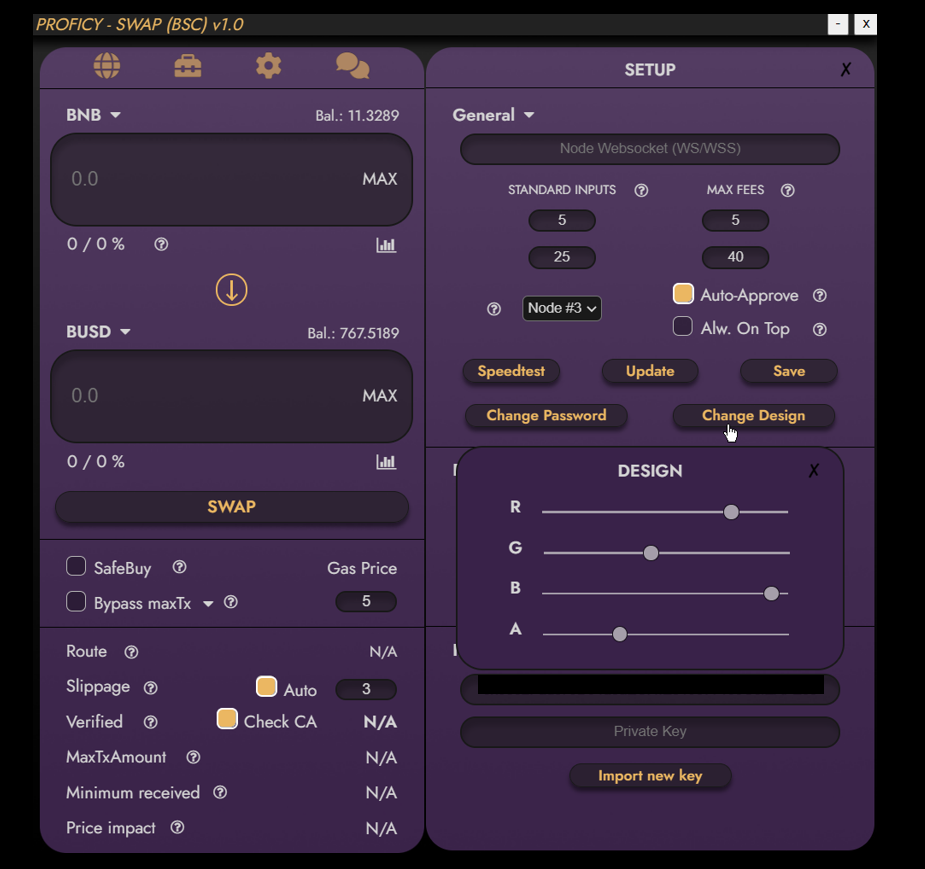 PROFICY - SWAP (BSC) v1.0
- X
BNB
Bal.: 11.3289
0.0
MAX
0 / 0 %
?
BUSD
Bal.: 767.5189
0.0
MAX
0 / 0 %
SWAP
SafeBuy ?
Gas Price
Bypass maxTx ?
5
Route ?
N/A
Slippage ?
Auto
3
Verified ?
Check CA
N/A
MaxTxAmount ?
N/A
Minimum received ?
N/A
Price impact ?
N/A
SETUP
X
General
Node Websocket (WS/WSS)
STANDARD INPUTS ?
MAX FEES ?
5
5
25
40
Auto-Approve ?
? Node #3
Alw. On Top ?
Speedtest
Update
Save
Change Password
Change Design
DESIGN
X
R
G
B
A
Private Key
Import new key